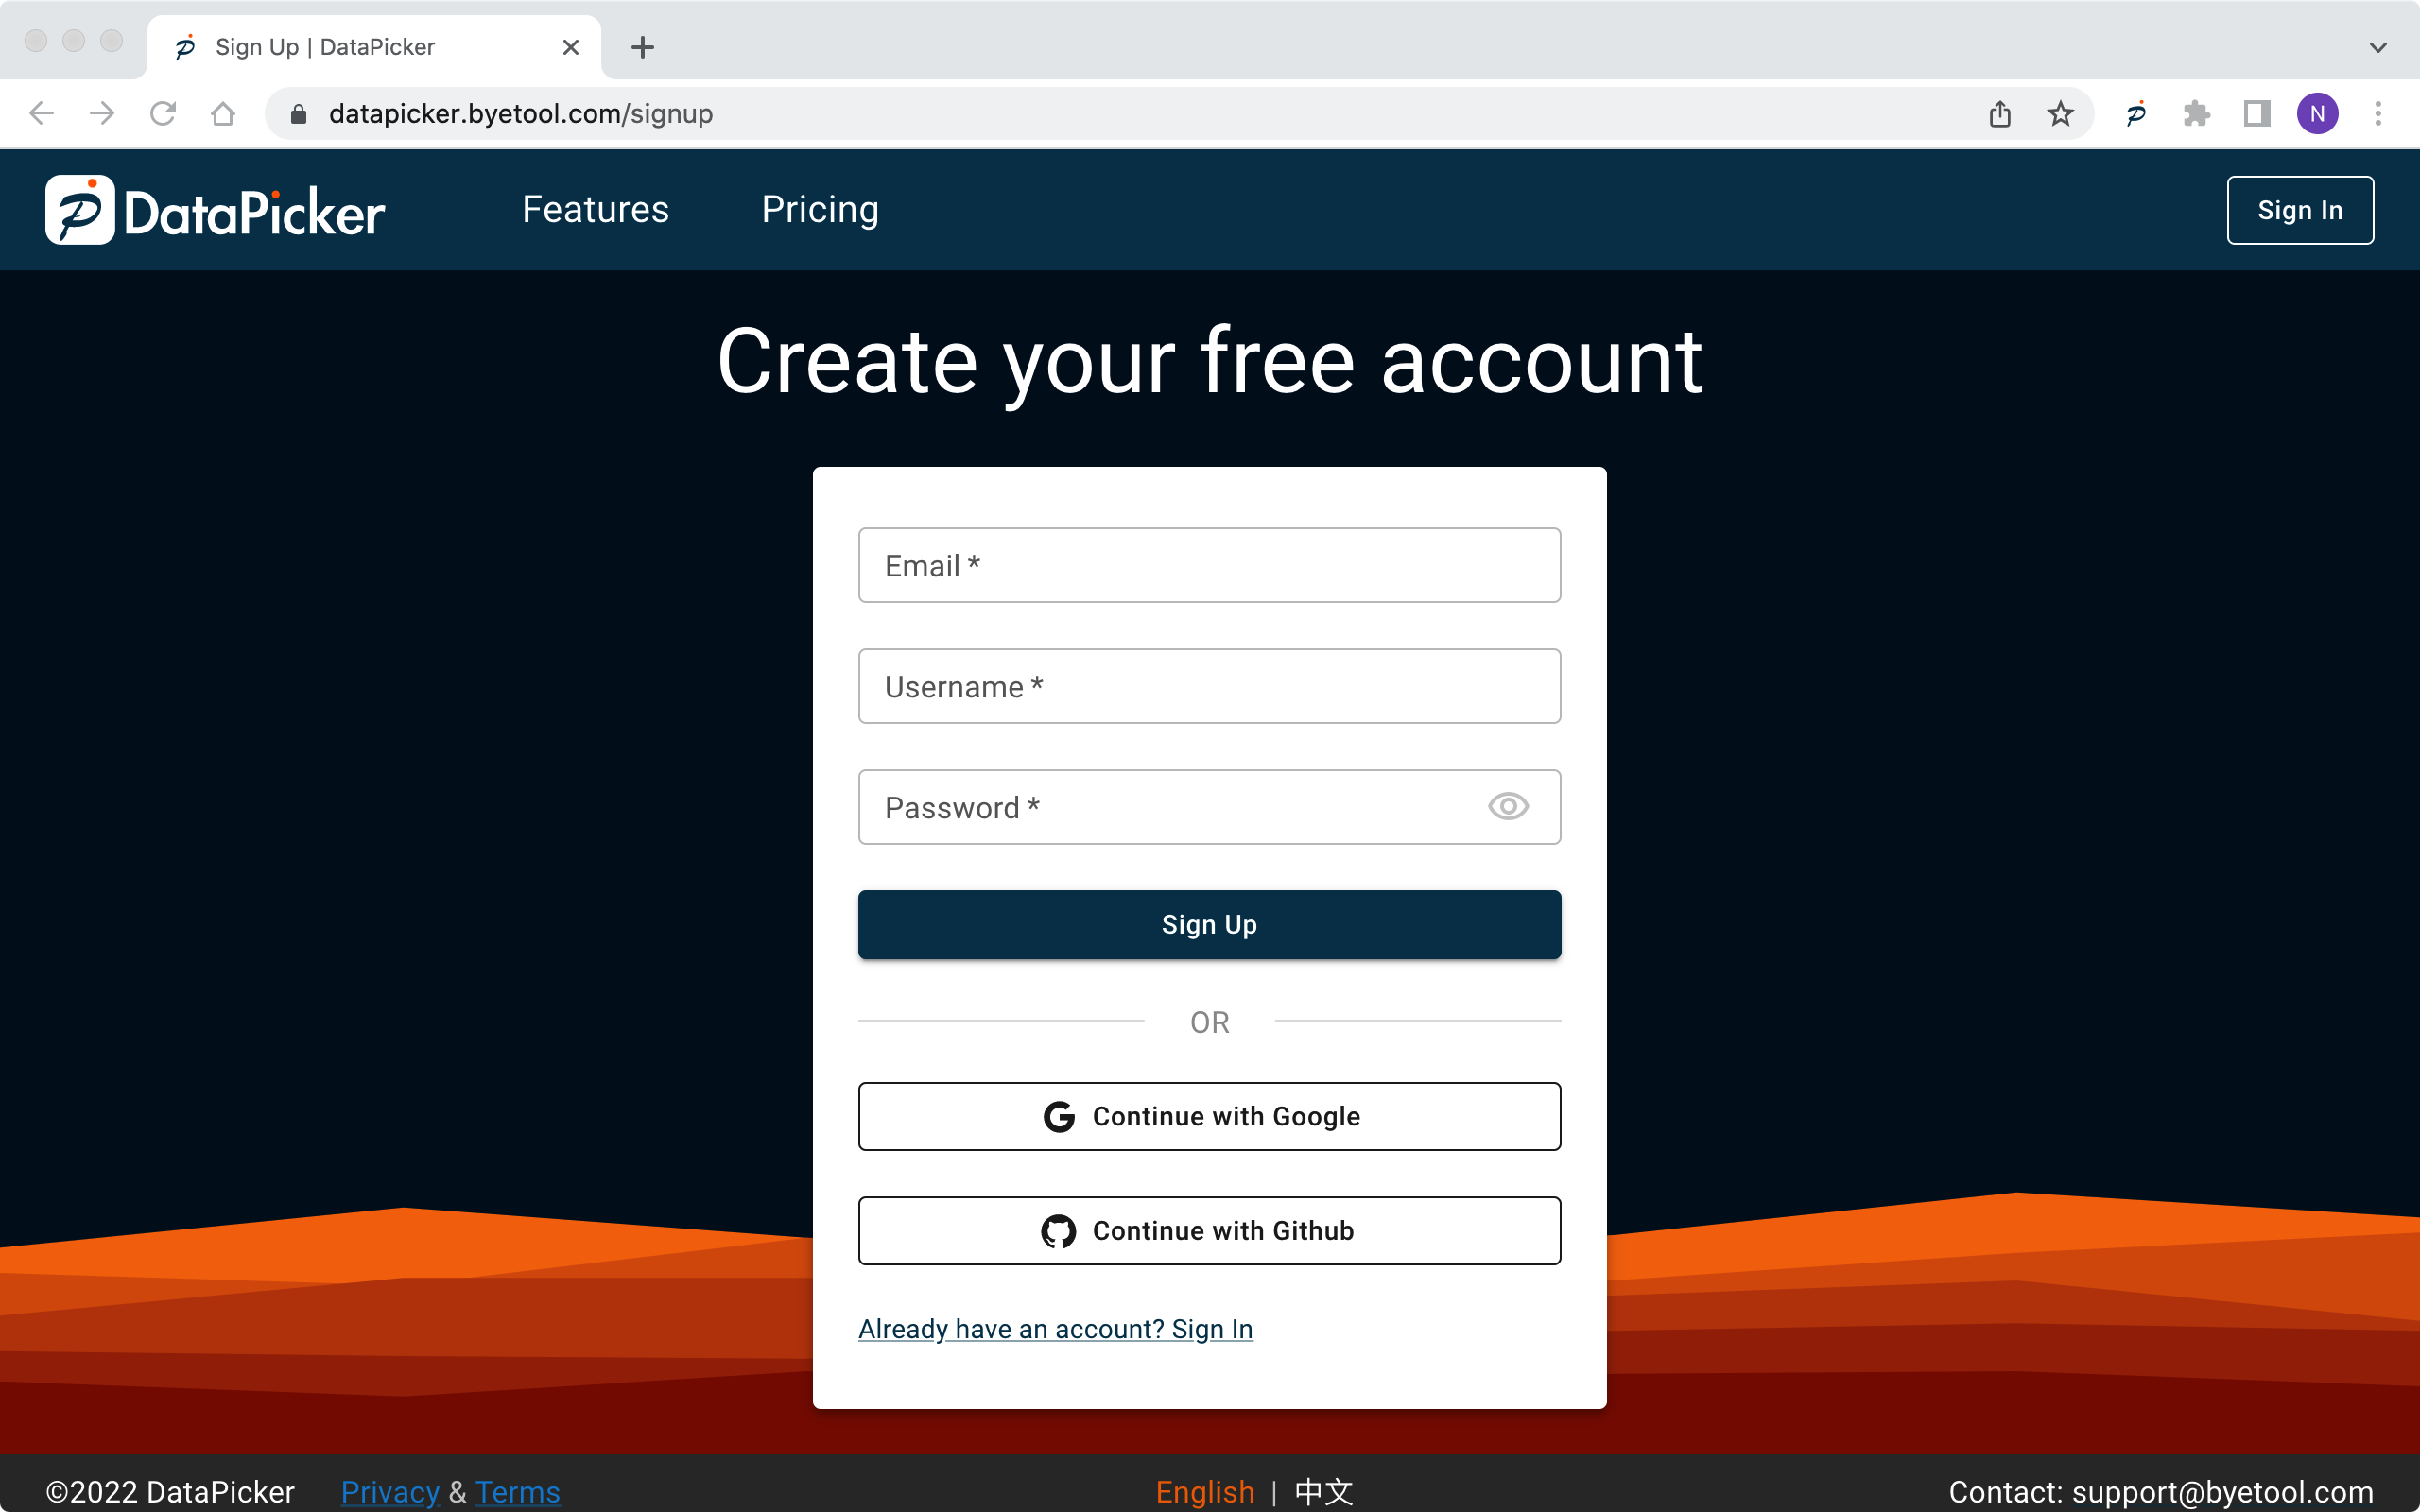 Sign Up | DataPicker
datapicker.byetool.com/signup
N
DataPicker
Features
Pricing
Sign In
Create your free account
Email *
Username *
Password *
Sign Up
OR
Continue with Google
Continue with Github
Already have an account? Sign In
©2022 DataPicker Privacy & Terms
English | 中文
Contact: support@byetool.com